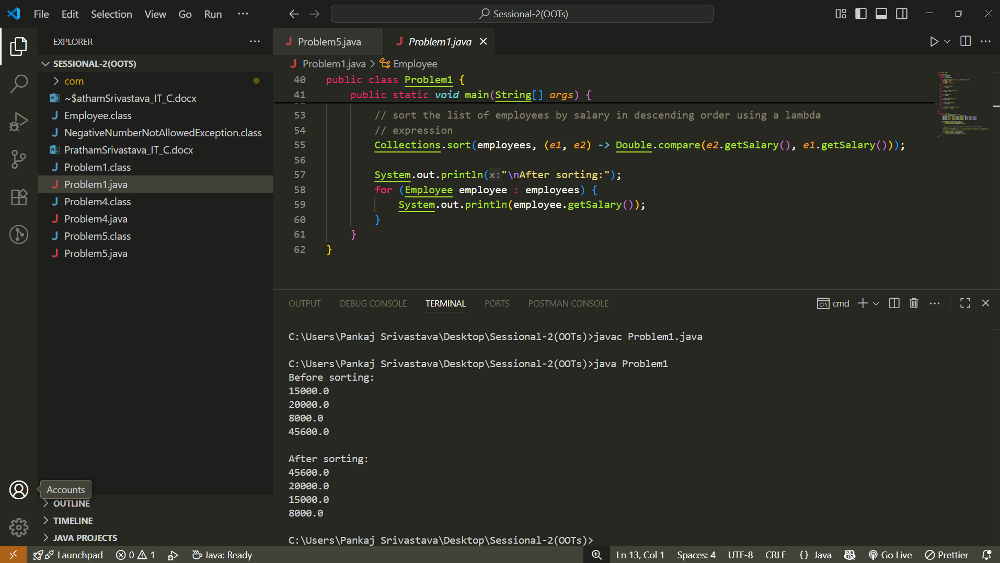 File Edit Selection View Go Run ···
Sessional-2(OOTs)
EXPLORER ···
SESSIONAL-2(OOTS)
com
~$athamSrivastava_IT_C.docx
Employee.class
NegativeNumberNotAllowedException.class
PrathamSrivastava_IT_C.docx
Problem1.class
Problem1.java
Problem4.class
Problem4.java
Problem5.class
Problem5.java
Accounts
OUTLINE
TIMELINE
JAVA PROJECTS
Problem5.java Problem1.java
Problem1.java > Employee
40 public class Problem1 {
41 public static void main(String[] args) {
53 // sort the list of employees by salary in descending order using a lambda
54 // expression
55 Collections.sort(employees, (e1, e2) -> Double.compare(e2.getSalary(), e1.getSalary()));
56
57 System.out.println(x:"\nAfter sorting:");
58 for (Employee employee : employees) {
59 System.out.println(employee.getSalary());
60 }
61 }
62 }
OUTPUT DEBUG CONSOLE TERMINAL PORTS POSTMAN CONSOLE
cmd
C:\Users\Pankaj Srivastava\Desktop\Sessional-2(OOTs)>javac Problem1.java
C:\Users\Pankaj Srivastava\Desktop\Sessional-2(OOTs)>java Problem1
Before sorting:
15000.0
20000.0
8000.0
45600.0
After sorting:
45600.0
20000.0
15000.0
8000.0
C:\Users\Pankaj Srivastava\Desktop\Sessional-2(OOTs)>
Launchpad 0 1 Java: Ready Ln 13, Col 1 Spaces: 4 UTF-8 CRLF {} Java Go Live Prettier